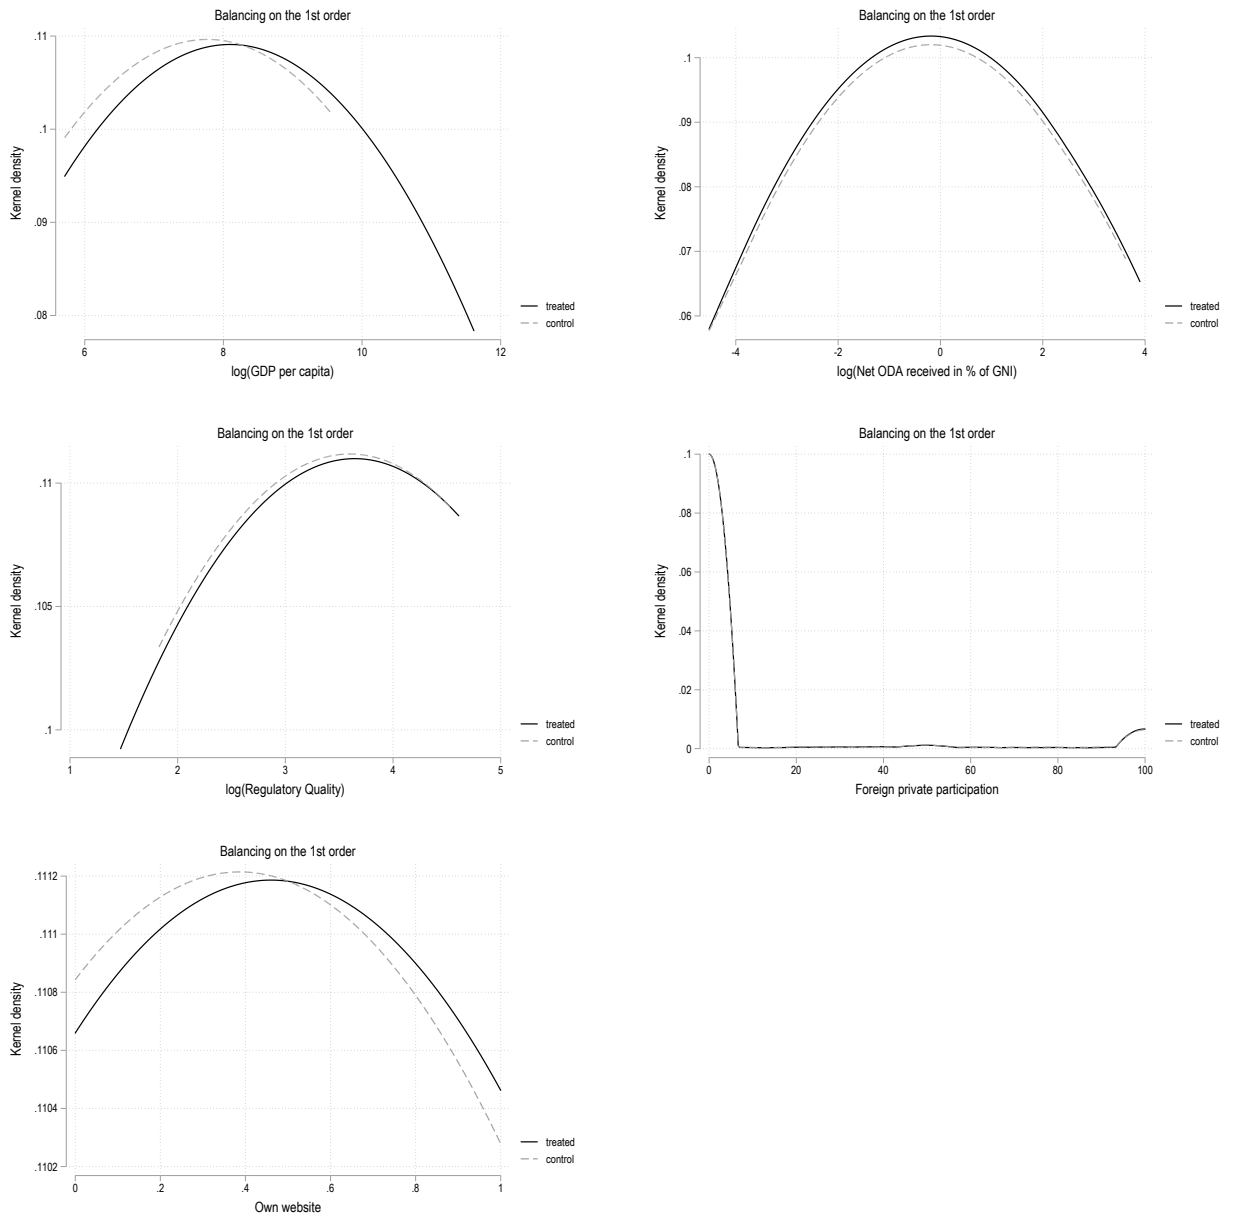 Balancing on the 1st order
.11
.1
.09
.08
Kernel density
6 8 10 12
log(GDP per capita)
treated
control
Balancing on the 1st order
.1
.09
.08
.07
.06
Kernel density
-4 -2 0 2 4
log(Net ODA received in % of GNI)
treated
control
Balancing on the 1st order
.11
.105
.1
Kernel density
1 2 3 4 5
log(Regulatory Quality)
treated
control
Balancing on the 1st order
.1
.08
.06
.04
.02
0
Kernel density
0 20 40 60 80 100
Foreign private participation
treated
control
Balancing on the 1st order
.1112
.111
.1108
.1106
.1104
.1102
Kernel density
0 .2 .4 .6 .8 1
Own website
treated
control